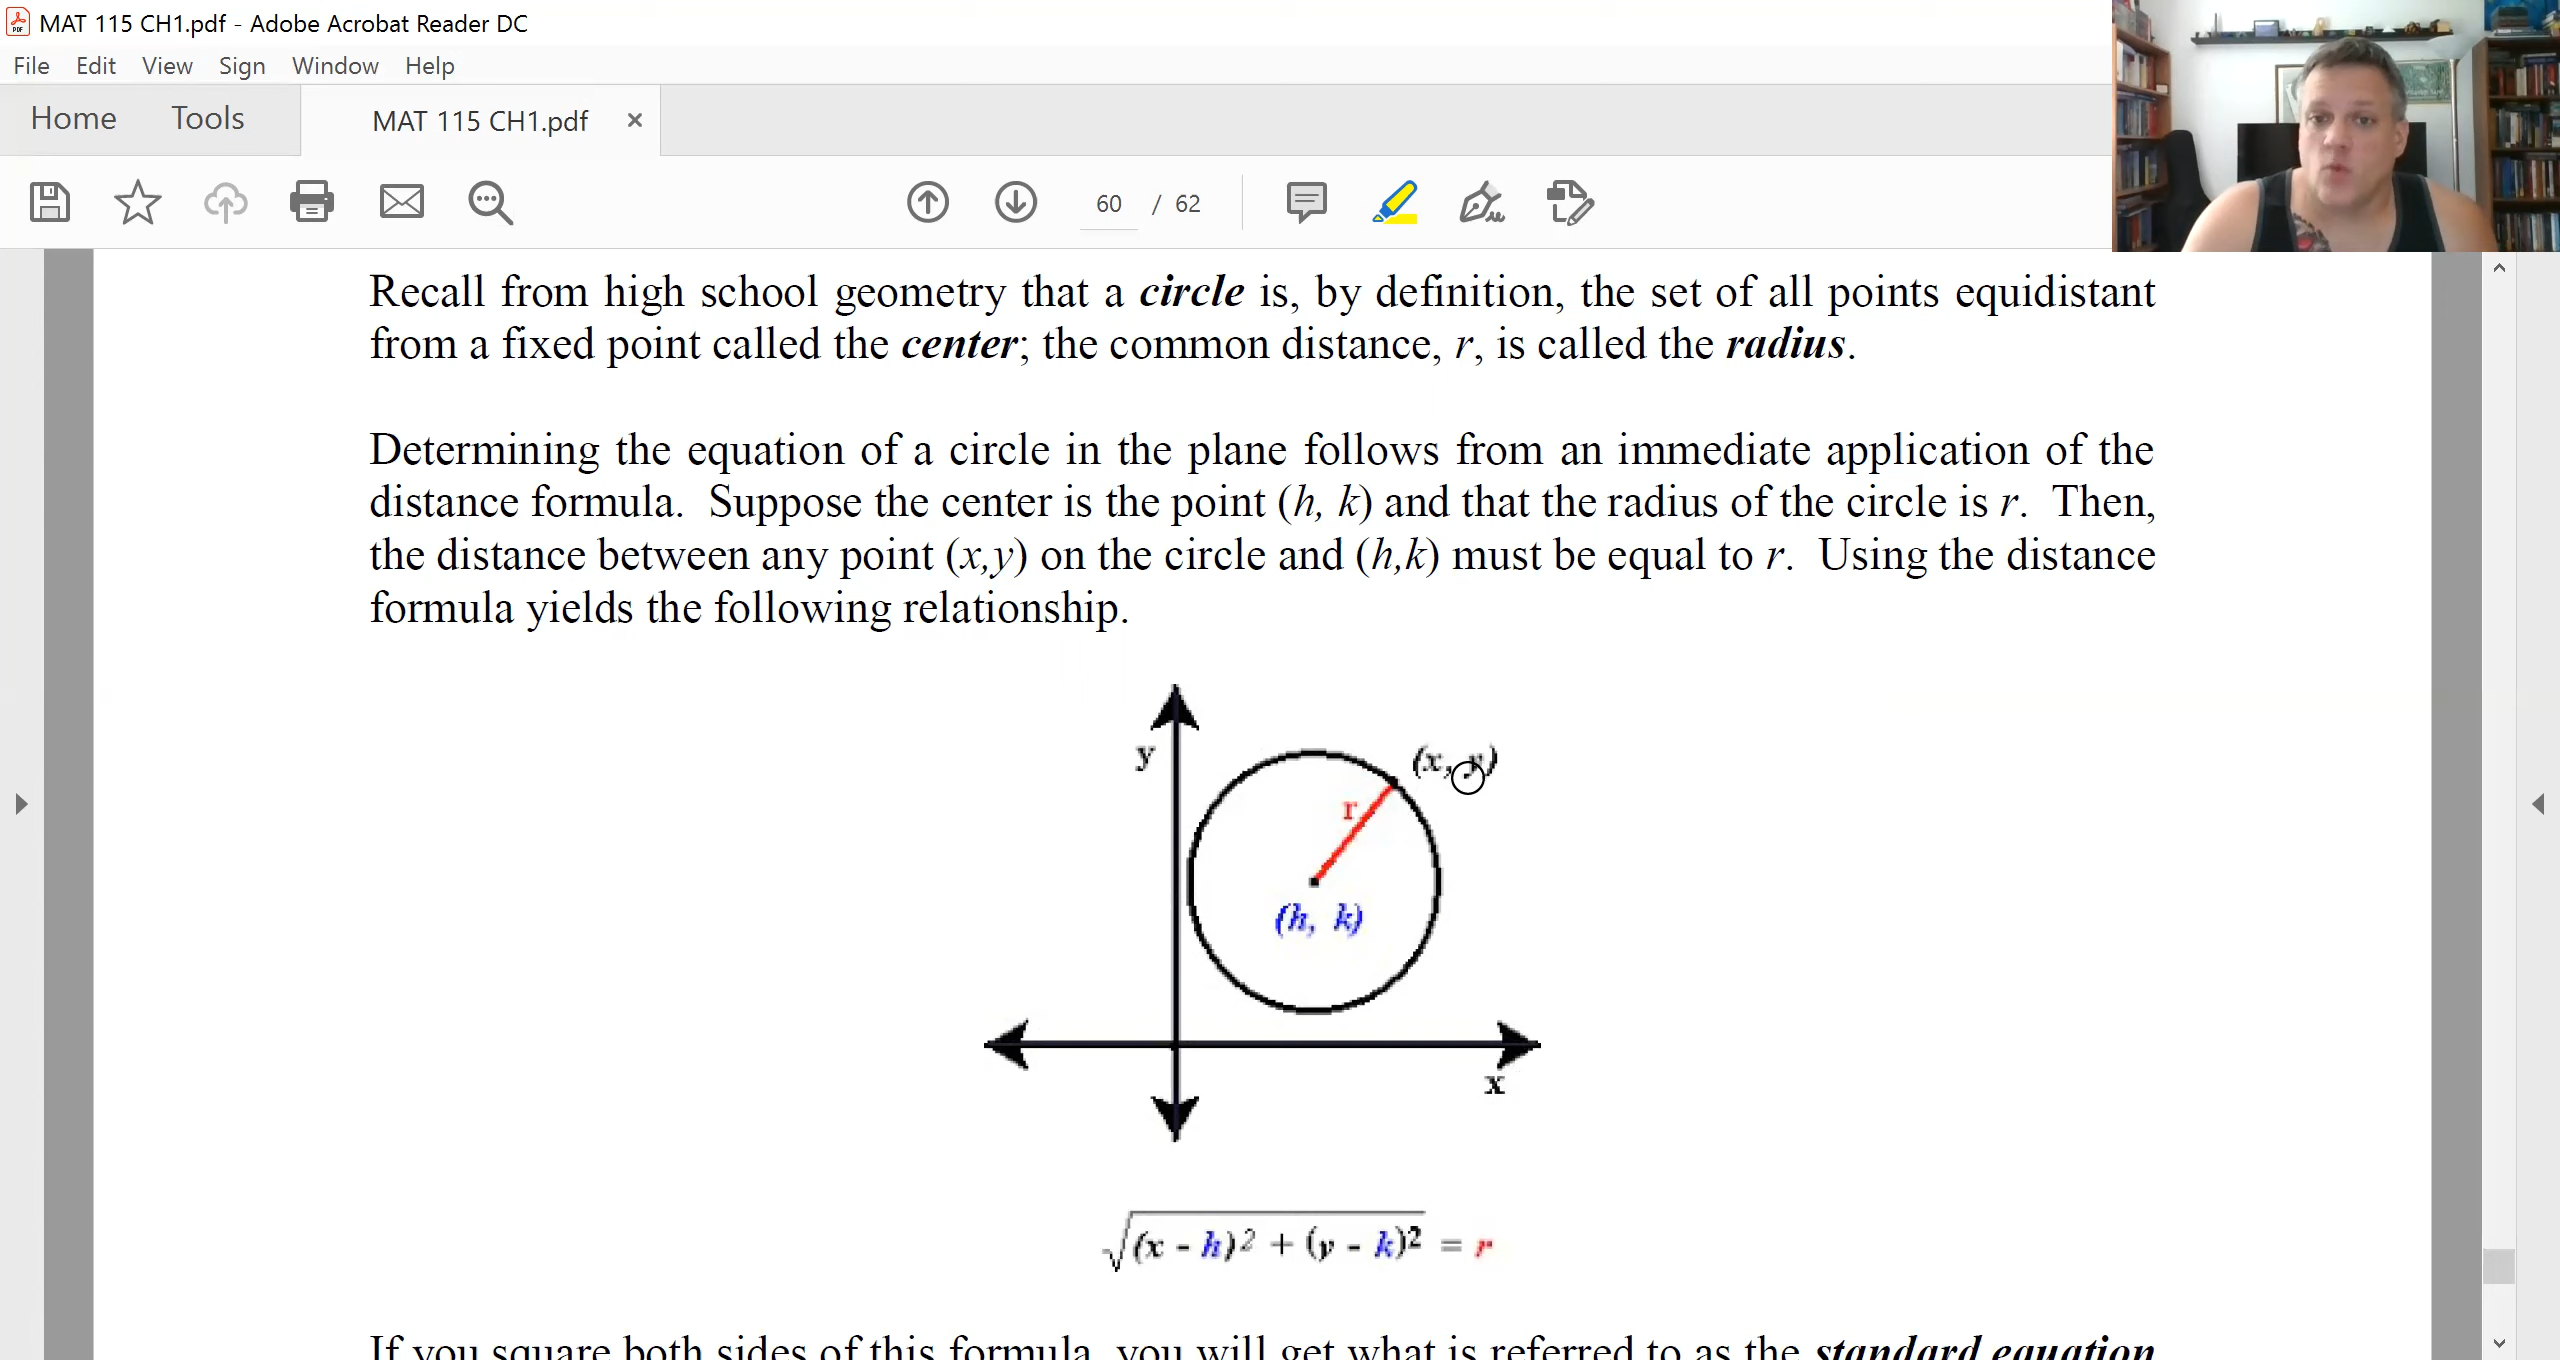 MAT 115 CH1.pdf - Adobe Acrobat Reader DC
File Edit View Sign Window Help
Home Tools MAT 115 CH1.pdf ×
60 / 62
Recall from high school geometry that a circle is, by definition, the set of all points equidistant
from a fixed point called the center; the common distance, r, is called the radius.
Determining the equation of a circle in the plane follows from an immediate application of the
distance formula. Suppose the center is the point (h, k) and that the radius of the circle is r. Then,
the distance between any point (x,y) on the circle and (h,k) must be equal to r. Using the distance
formula yields the following relationship.
y
(x, y)
r
(h, k)
x
√(x - h)² + (y - k)² = r
If you square both sides of this formula, you will get what is referred to as the standard equation